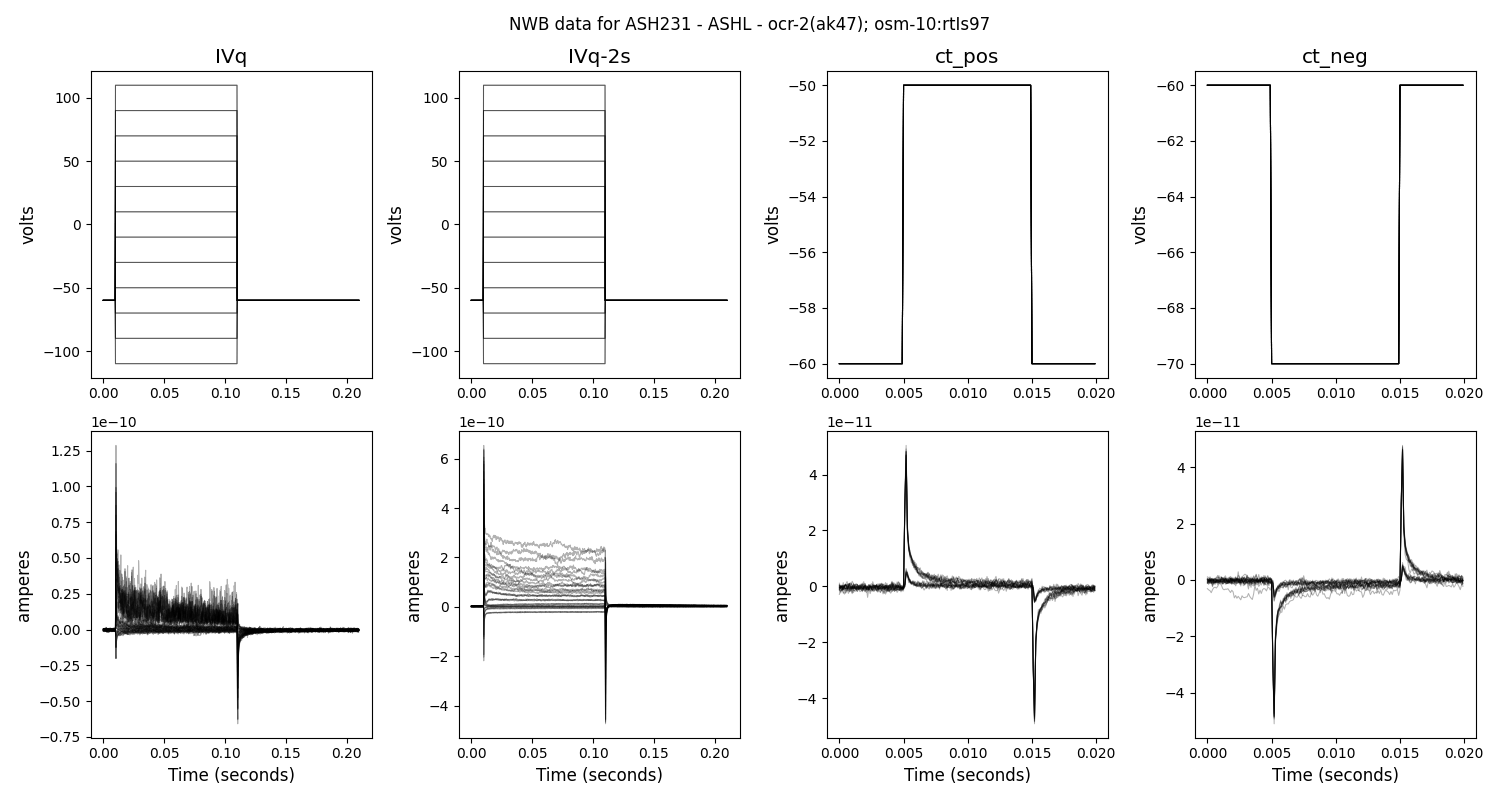 NWB data for ASH231 - ASHL - ocr-2(ak47); osm-10:rtIs97
IVq
IVq-2s
ct_pos
ct_neg
volts
100
50
0
−50
−100
0.00 0.05 0.10 0.15 0.20
volts
100
50
0
−50
−100
0.00 0.05 0.10 0.15 0.20
volts
−50
−52
−54
−56
−58
−60
0.000 0.005 0.010 0.015 0.020
volts
−60
−62
−64
−66
−68
−70
0.000 0.005 0.010 0.015 0.020
1e−10
amperes
1.25
1.00
0.75
0.50
0.25
0.00
−0.25
−0.50
−0.75
0.00 0.05 0.10 0.15 0.20
Time (seconds)
1e−10
amperes
6
4
2
0
−2
−4
0.00 0.05 0.10 0.15 0.20
Time (seconds)
1e−11
amperes
4
2
0
−2
−4
0.000 0.005 0.010 0.015 0.020
Time (seconds)
1e−11
amperes
4
2
0
−2
−4
0.000 0.005 0.010 0.015 0.020
Time (seconds)